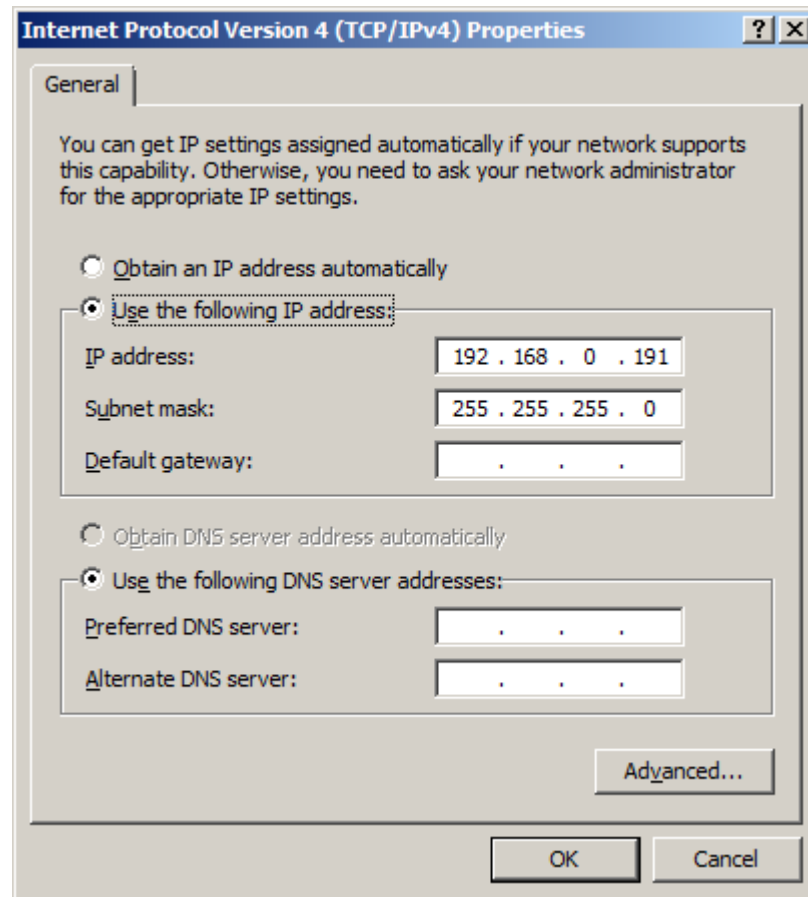 Internet Protocol Version 4 (TCP/IPv4) Properties
General
You can get IP settings assigned automatically if your network supports
this capability. Otherwise, you need to ask your network administrator
for the appropriate IP settings.
Obtain an IP address automatically
Use the following IP address:
IP address: 192 . 168 . 0 . 191
Subnet mask: 255 . 255 . 255 . 0
Default gateway: . . .
Obtain DNS server address automatically
Use the following DNS server addresses:
Preferred DNS server: . . .
Alternate DNS server: . . .
Advanced...
OK Cancel